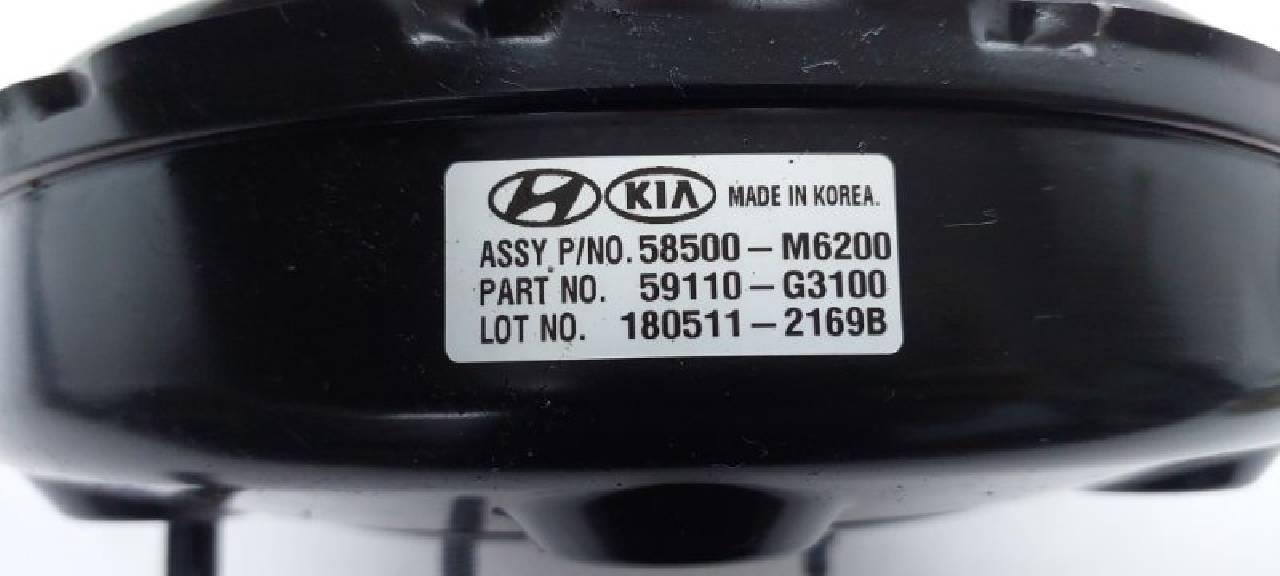 KIA MADE IN KOREA.
ASSY P/NO. 58500-M6200
PART NO. 59110-G3100
LOT NO. 180511-2169B